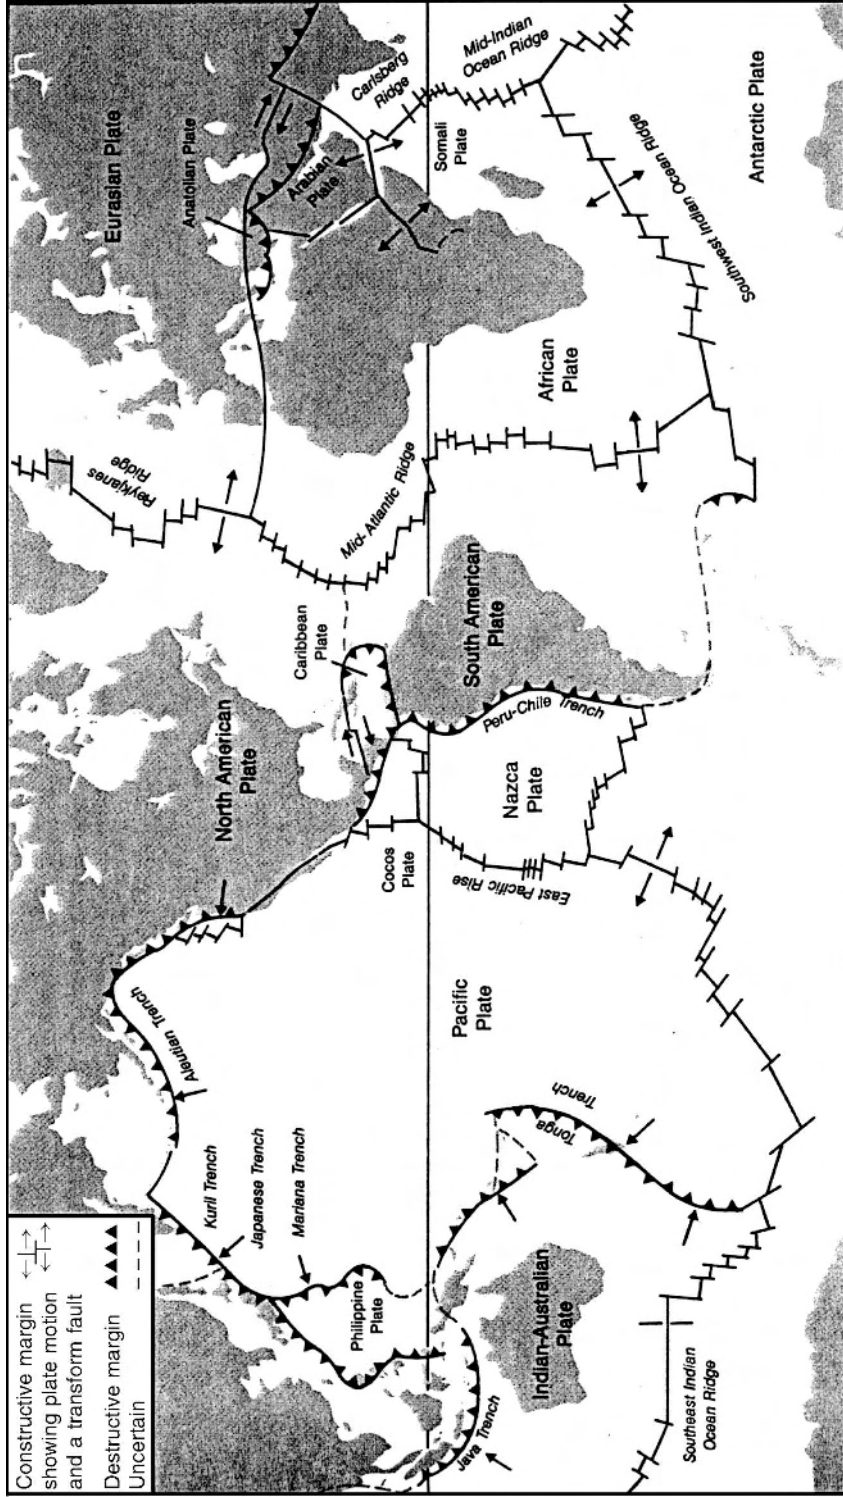 Constructive margin
showing plate motion
and a transform fault
Destructive margin
Uncertain
Eurasian Plate
Anatolian Plate
Arabian
Plate
Carlsberg
Ridge
Mid-Indian
Ocean Ridge
Somali
Plate
Antarctic Plate
Southwest Indian Ocean Ridge
African
Plate
Reykjanes
Ridge
Mid-Atlantic Ridge
Caribbean
Plate
North American
Plate
South American
Plate
Peru-Chile Trench
Nazca
Plate
Cocos
Plate
East Pacific Rise
Pacific
Plate
Aleutian Trench
Kuril Trench
Japanese Trench
Mariana Trench
Philippine
Plate
Tonga
Trench
Indian-Australian
Plate
Java Trench
Southeast Indian
Ocean Ridge